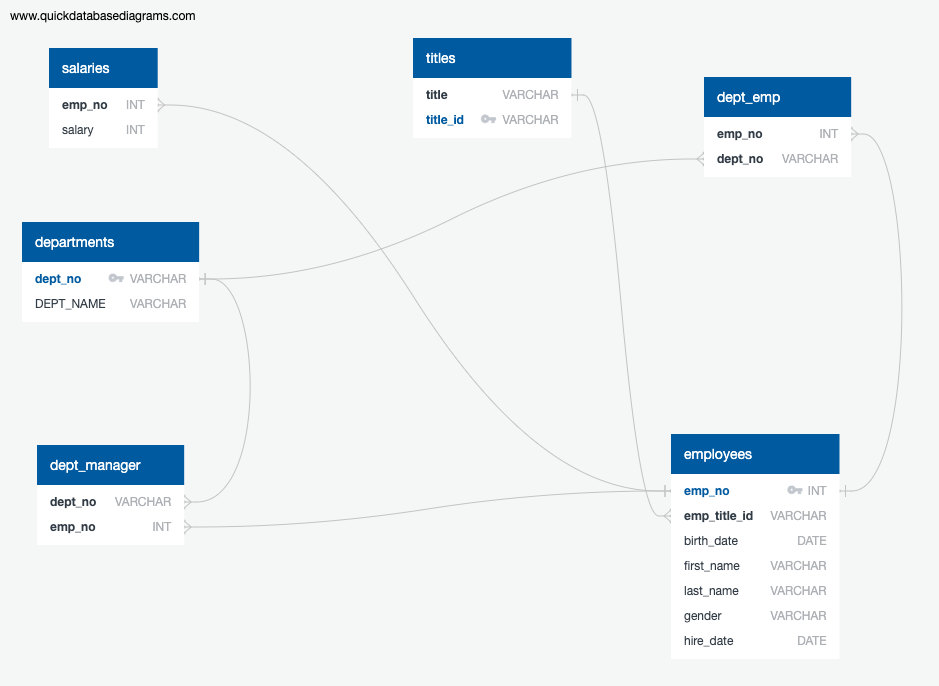 www.quickdatabasediagrams.com
salaries
emp_no INT
salary INT
titles
title VARCHAR
title_id VARCHAR
dept_emp
emp_no INT
dept_no VARCHAR
departments
dept_no VARCHAR
DEPT_NAME VARCHAR
dept_manager
dept_no VARCHAR
emp_no INT
employees
emp_no INT
emp_title_id VARCHAR
birth_date DATE
first_name VARCHAR
last_name VARCHAR
gender VARCHAR
hire_date DATE